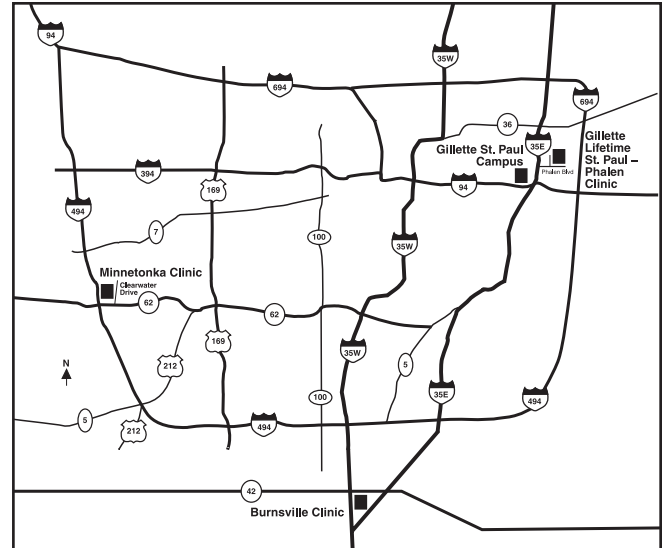 94
35W
694
694
36
35E
Gillette St. Paul
Campus
Gillette
Lifetime
St. Paul –
Phalen
Clinic
Phalen Blvd
394
169
94
494
7
100
35W
Minnetonka Clinic
Clearwater
Drive
62
62
169
35W
212
5
N
100
35E
494
5
212
494
42
Burnsville Clinic